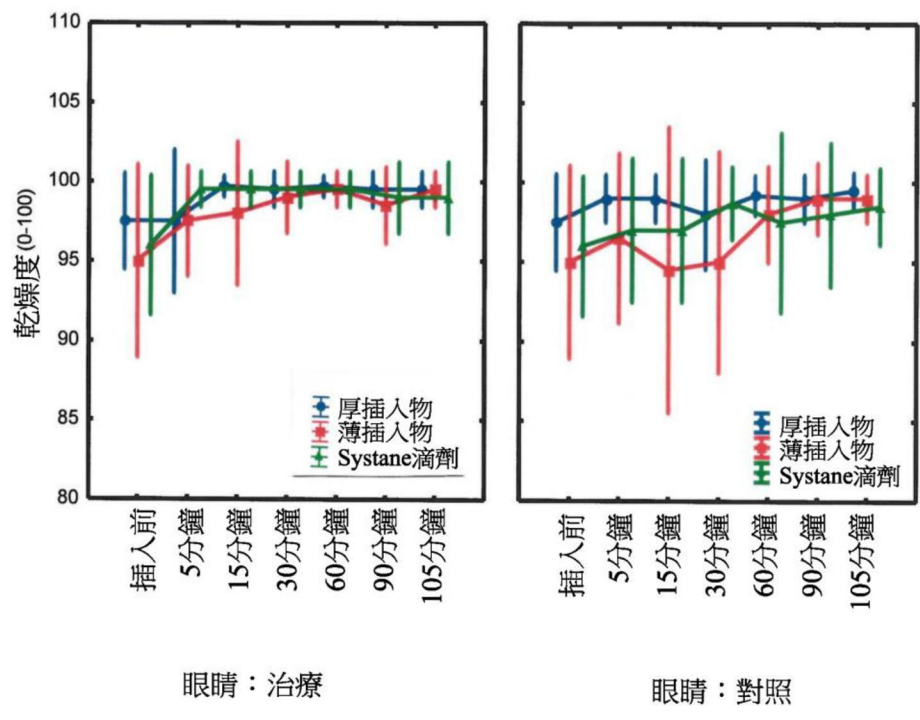 110
105
100
95
90
85
80
乾燥度 (0-100)
厚插入物
薄插入物
Systane滴劑
厚插入物
薄插入物
Systane滴劑
插入前
5分鐘
15分鐘
30分鐘
60分鐘
90分鐘
105分鐘
插入前
5分鐘
15分鐘
30分鐘
60分鐘
90分鐘
105分鐘
眼睛：治療
眼睛：對照